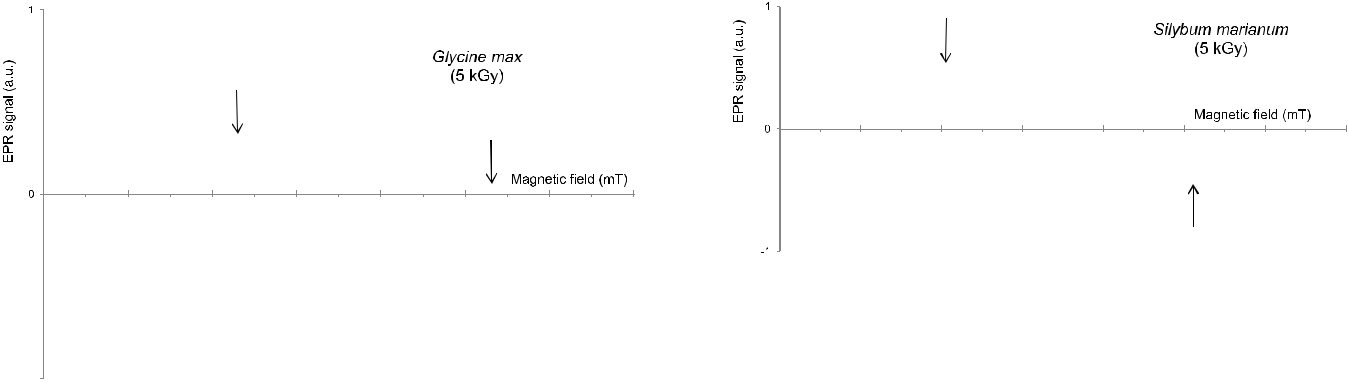 1
EPR signal (a.u.)
Glycine max
(5 kGy)
Magnetic field (mT)
0
1
EPR signal (a.u.)
Silybum marianum
(5 kGy)
Magnetic field (mT)
0